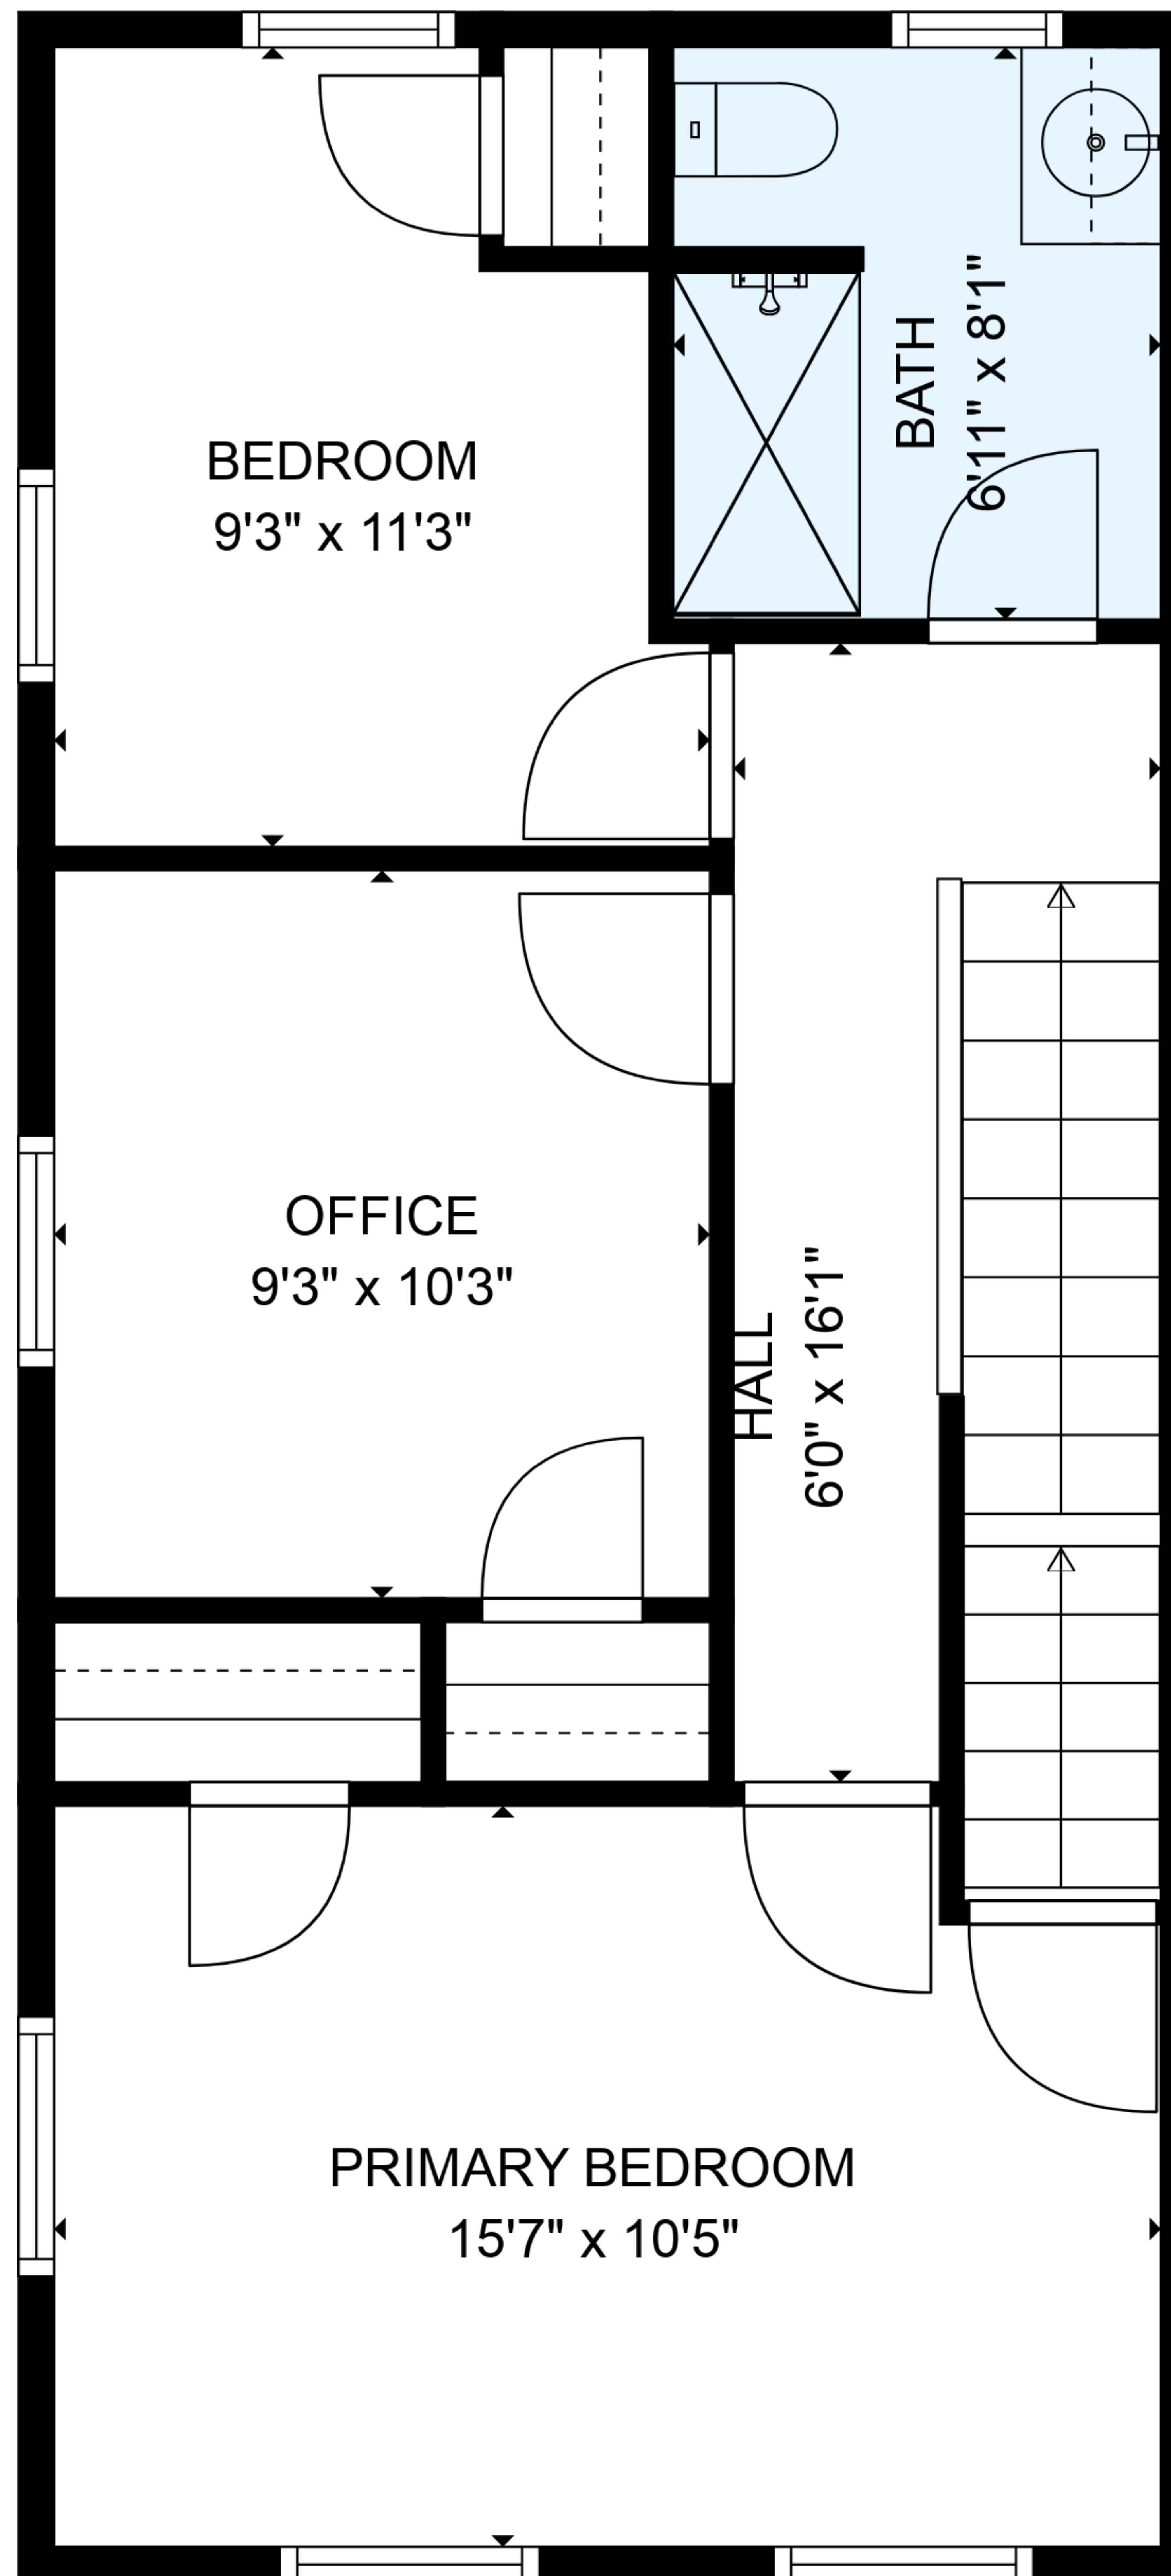 BEDROOM
9'3" x 11'3"
BATH
6'11" x 8'1"
OFFICE
9'3" x 10'3"
HALL
6'0" x 16'1"
PRIMARY BEDROOM
15'7" x 10'5"